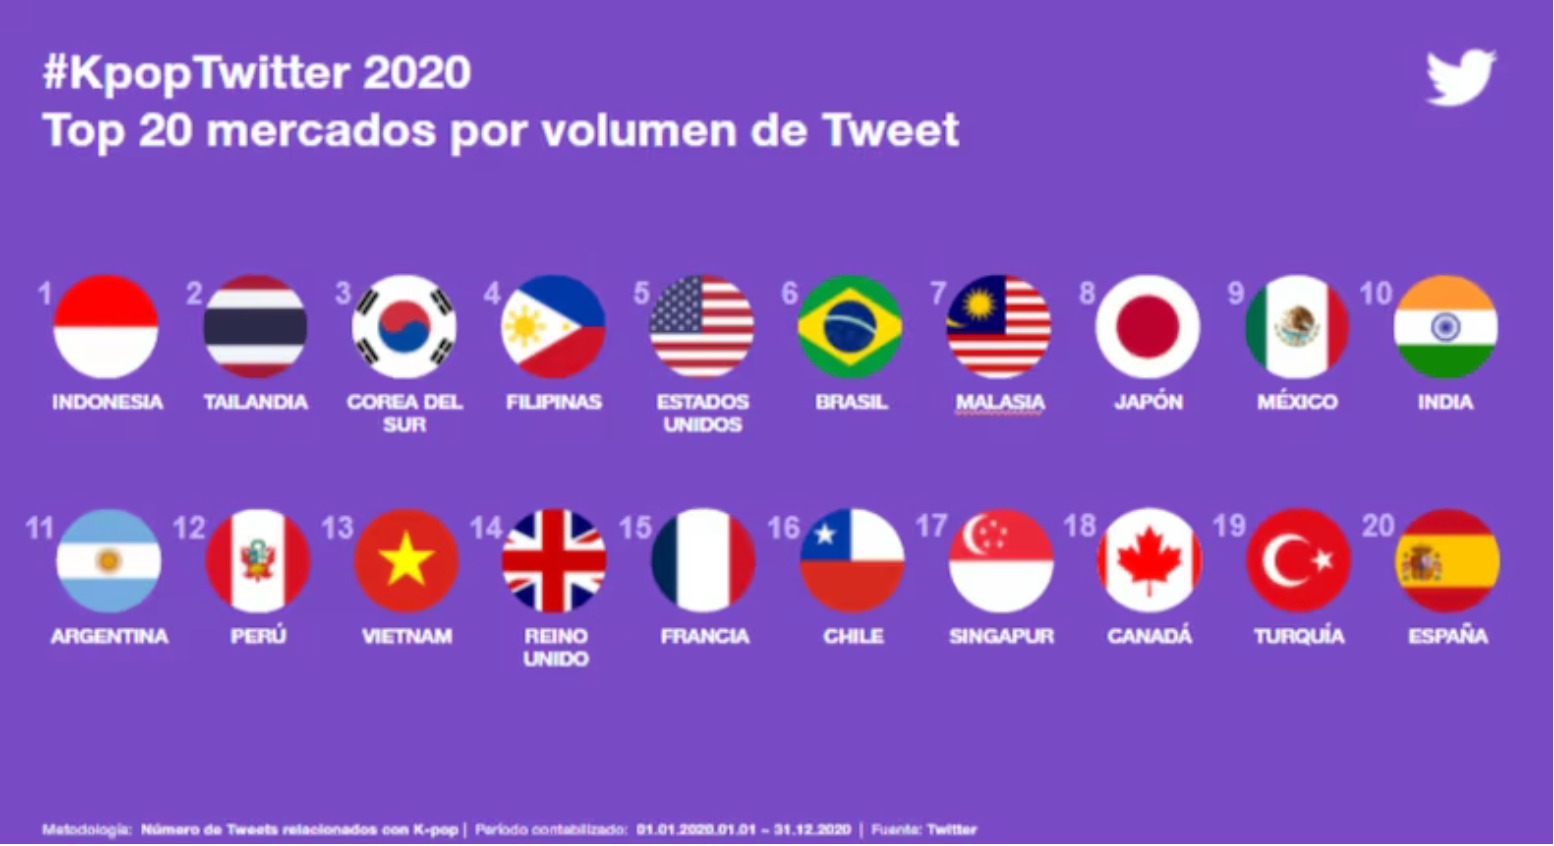 #KpopTwitter 2020
Top 20 mercados por volumen de Tweet
1 2 3 4 5 6 7 8 9 10
INDONESIA TAILANDIA COREA DEL FILIPINAS ESTADOS BRASIL MALASIA JAPÓN MÉXICO INDIA
SUR UNIDOS
11 12 13 14 15 16 17 18 19 20
ARGENTINA PERÚ VIETNAM REINO FRANCIA CHILE SINGAPUR CANADÁ TURQUÍA ESPAÑA
UNIDO
Metodología: Número de Tweets relacionados con K-pop | Período contabilizado: 01.01.2020.01.01 ~ 31.12.2020 | Fuente: Twitter